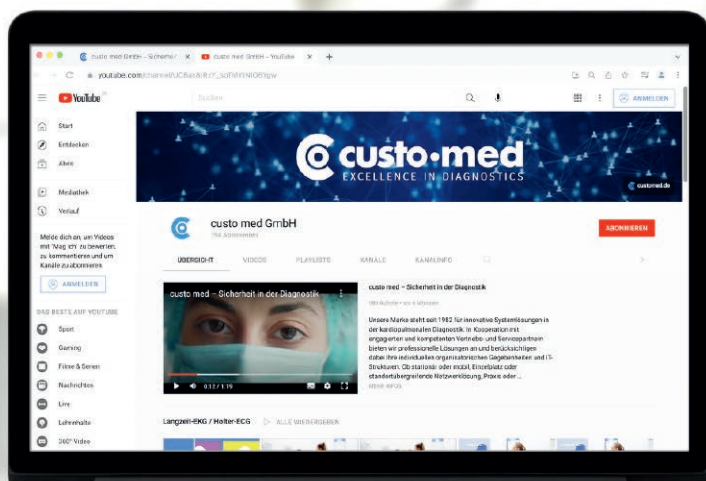 custo med GmbH – Sicherheit
custo med GmbH – YouTube
youtube.com/channel/
YouTube
Suchen
ANMELDEN
Start
Entdecken
Abos
Mediathek
Verlauf
Melde dich an, um Videos
mit 'Mag ich' zu bewerten,
zu kommentieren und um
Kanäle zu abonnieren.
ANMELDEN
DAS BESTE AUF YOUTUBE
Sport
Gaming
Filme & Serien
Nachrichten
Live
Lerninhalte
360° Video
custo med
EXCELLENCE IN DIAGNOSTICS
customed.de
custo med GmbH
Abonnenten
ABONNIEREN
ÜBERSICHT
VIDEOS
PLAYLISTS
KANÄLE
KANALINFO
custo med – Sicherheit in der Diagnostik
0:12 / 1:19
custo med – Sicherheit in der Diagnostik
Unsere Marke steht seit 1982 für innovative Systemlösungen in
der kardiopulmonalen Diagnostik. In Kooperation mit
engagierten und kompetenten Vertriebs- und Servicepartnern
bieten wir professionelle Lösungen an und berücksichtigen
dabei Ihre individuellen organisatorischen Gegebenheiten und IT-
Strukturen. Ob stationär oder mobil, Einzelplatz oder
standortübergreifende Netzwerklösung, Praxis oder ...
MEHR INFOS
Langzeit-EKG / Holter-ECG
ALLE WIEDERGEBEN